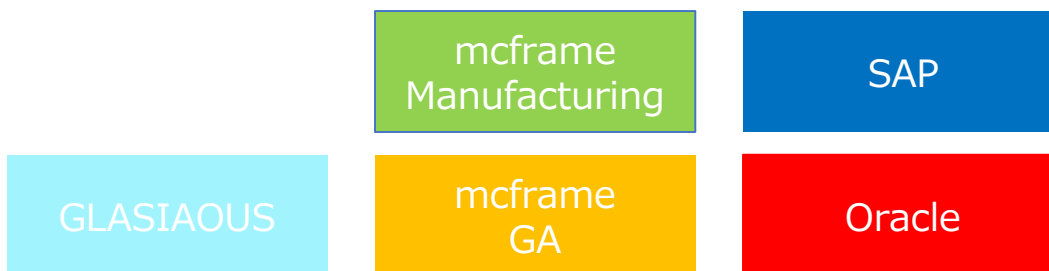 mcframe
Manufacturing
SAP
GLASIAOUS
mcframe
GA
Oracle